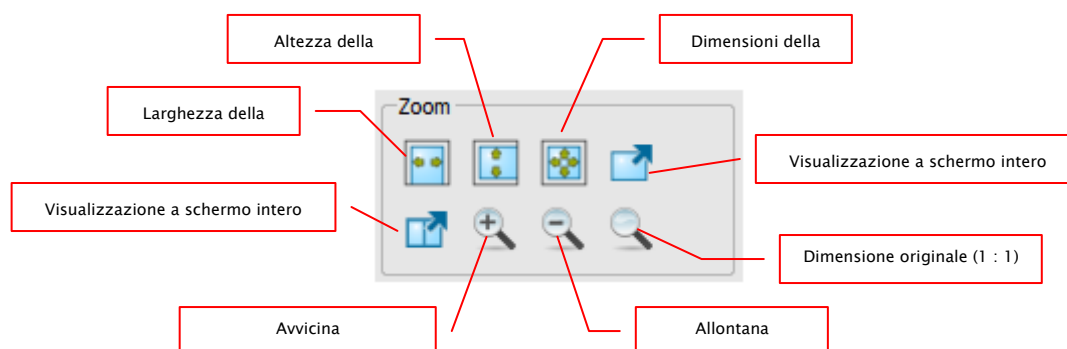 Altezza della
Dimensioni della
Larghezza della
Zoom
Visualizzazione a schermo intero
Visualizzazione a schermo intero
Dimensione originale (1 : 1)
Avvicina
Allontana